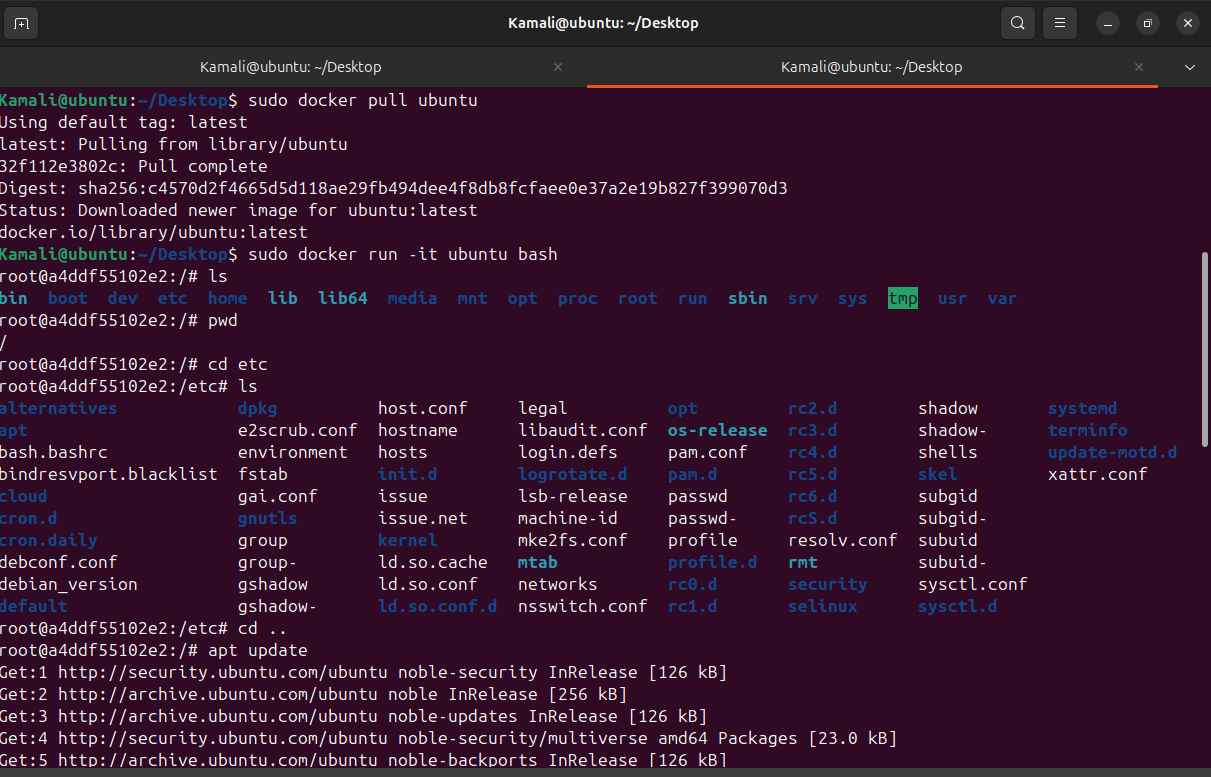 Kamali@ubuntu: ~/Desktop
Kamali@ubuntu: ~/Desktop
Kamali@ubuntu: ~/Desktop
Kamali@ubuntu:~/Desktop$ sudo docker pull ubuntu
Using default tag: latest
latest: Pulling from library/ubuntu
32f112e3802c: Pull complete
Digest: sha256:c4570d2f4665d5d118ae29fb494dee4f8db8fcfaee0e37a2e19b827f399070d3
Status: Downloaded newer image for ubuntu:latest
docker.io/library/ubuntu:latest
Kamali@ubuntu:~/Desktop$ sudo docker run -it ubuntu bash
root@a4ddf55102e2:/# ls
bin boot dev etc home lib lib64 media mnt opt proc root run sbin srv sys tmp usr var
root@a4ddf55102e2:/# pwd
/
root@a4ddf55102e2:/# cd etc
root@a4ddf55102e2:/etc# ls
alternatives dpkg host.conf legal opt rc2.d shadow systemd
apt e2scrub.conf hostname libaudit.conf os-release rc3.d shadow- terminfo
bash.bashrc environment hosts login.defs pam.conf rc4.d shells update-motd.d
bindresvport.blacklist fstab init.d logrotate.d pam.d rc5.d skel xattr.conf
cloud gai.conf issue lsb-release passwd rc6.d subgid
cron.d gnutls issue.net machine-id passwd- rcS.d subgid-
cron.daily group kernel mke2fs.conf profile resolv.conf subuid
debconf.conf group- ld.so.cache mtab profile.d rmt subuid-
debian_version gshadow ld.so.conf networks rc0.d security sysctl.conf
default gshadow- ld.so.conf.d nsswitch.conf rc1.d selinux sysctl.d
root@a4ddf55102e2:/etc# cd ..
root@a4ddf55102e2:/# apt update
Get:1 http://security.ubuntu.com/ubuntu noble-security InRelease [126 kB]
Get:2 http://archive.ubuntu.com/ubuntu noble InRelease [256 kB]
Get:3 http://archive.ubuntu.com/ubuntu noble-updates InRelease [126 kB]
Get:4 http://security.ubuntu.com/ubuntu noble-security/multiverse amd64 Packages [23.0 kB]
Get:5 http://archive.ubuntu.com/ubuntu noble-backports InRelease [126 kB]